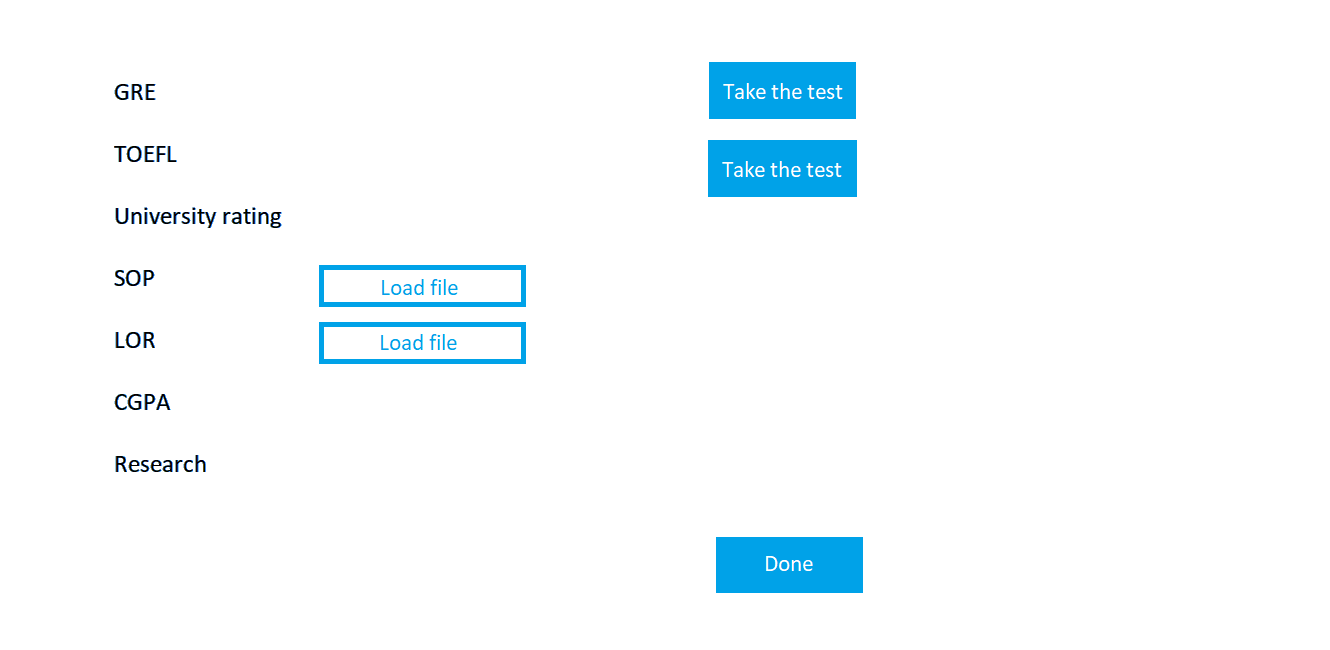 GRE
Take the test
TOEFL
Take the test
University rating
SOP
Load file
LOR
Load file
CGPA
Research
Done